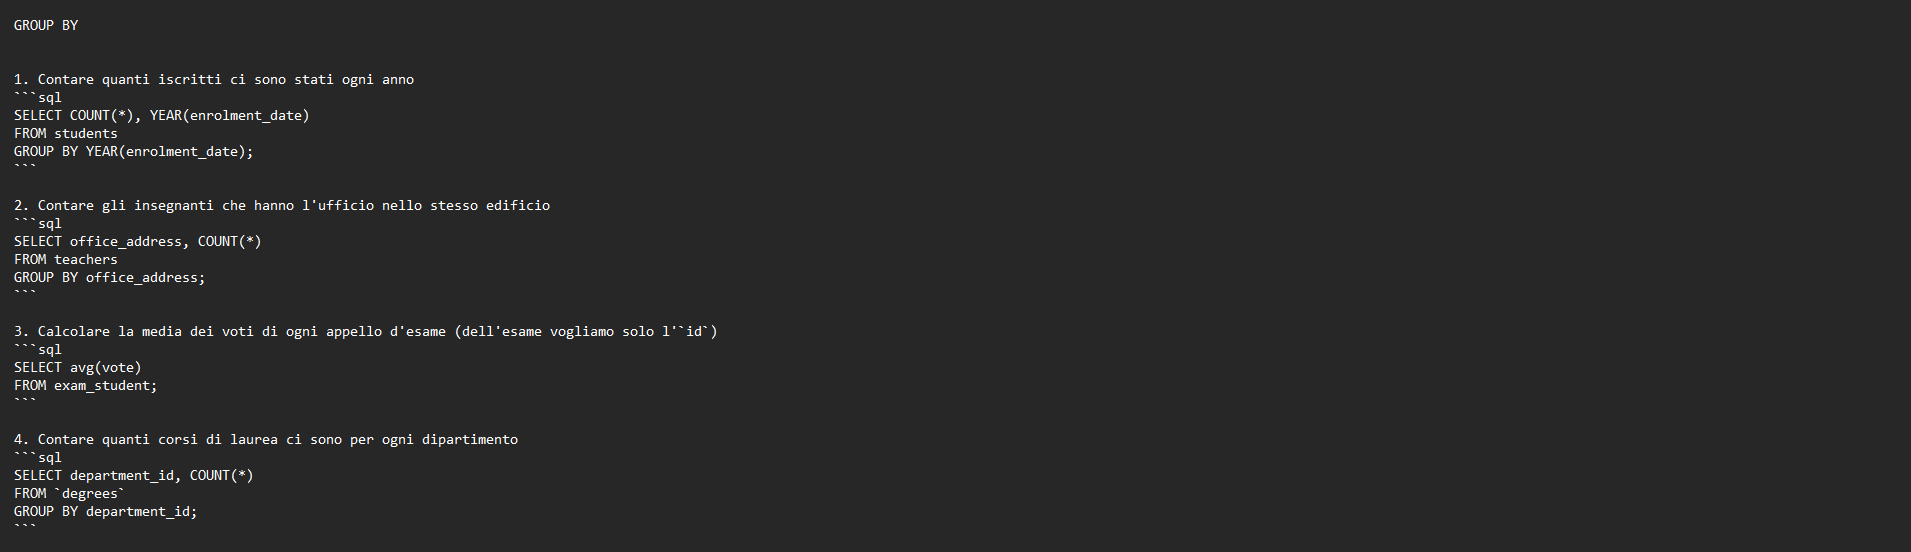 GROUP BY
1. Contare quanti iscritti ci sono stati ogni anno
```sql
SELECT COUNT(*), YEAR(enrolment_date)
FROM students
GROUP BY YEAR(enrolment_date);
```
2. Contare gli insegnanti che hanno l'ufficio nello stesso edificio
```sql
SELECT office_address, COUNT(*)
FROM teachers
GROUP BY office_address;
```
3. Calcolare la media dei voti di ogni appello d'esame (dell'esame vogliamo solo l'`id`)
```sql
SELECT avg(vote)
FROM exam_student;
```
4. Contare quanti corsi di laurea ci sono per ogni dipartimento
```sql
SELECT department_id, COUNT(*)
FROM `degrees`
GROUP BY department_id;
```